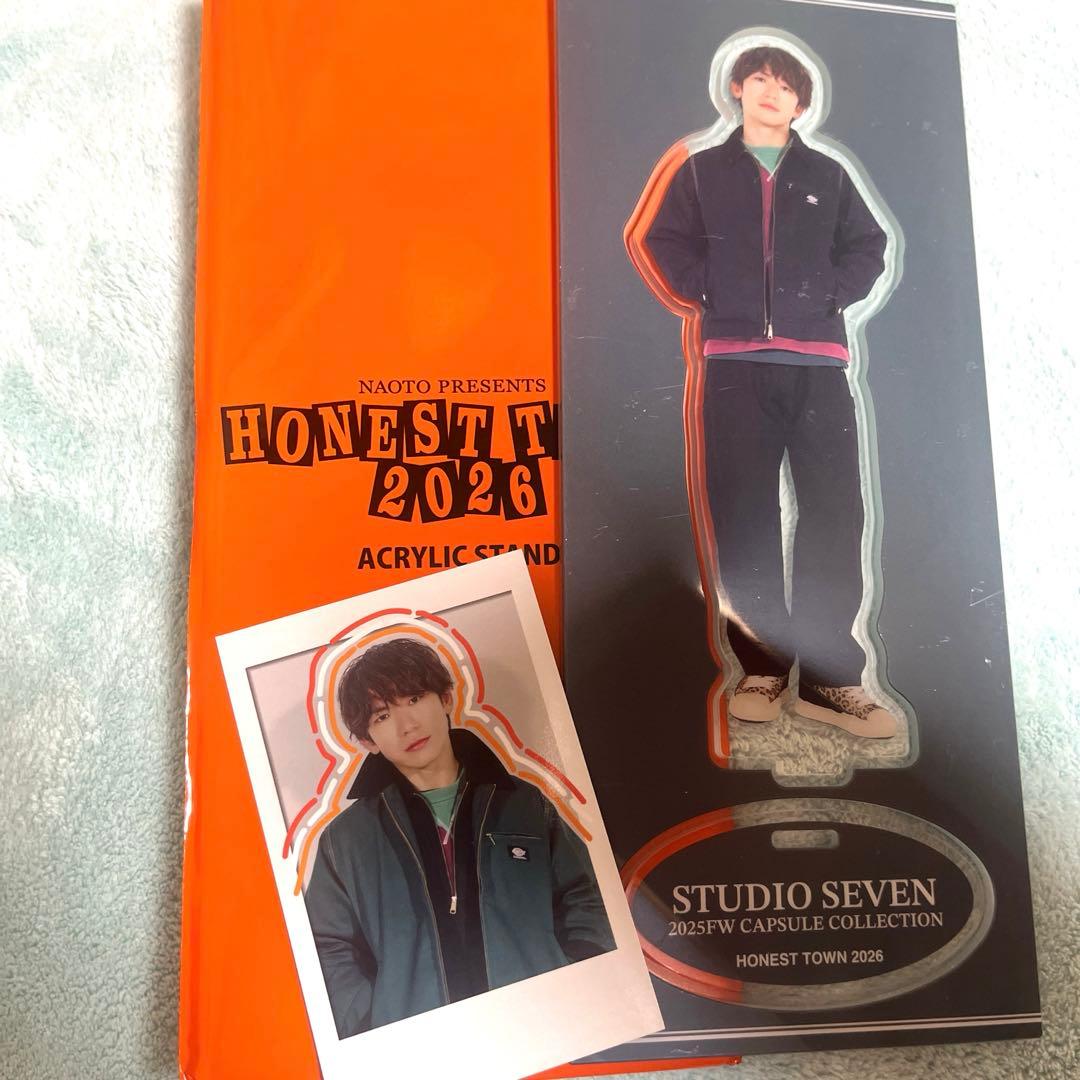 NAOTO PRESENTS
HONEST T
2026
ACRYLIC STAND
STUDIO SEVEN
2025FW CAPSULE COLLECTION
HONEST TOWN 2026